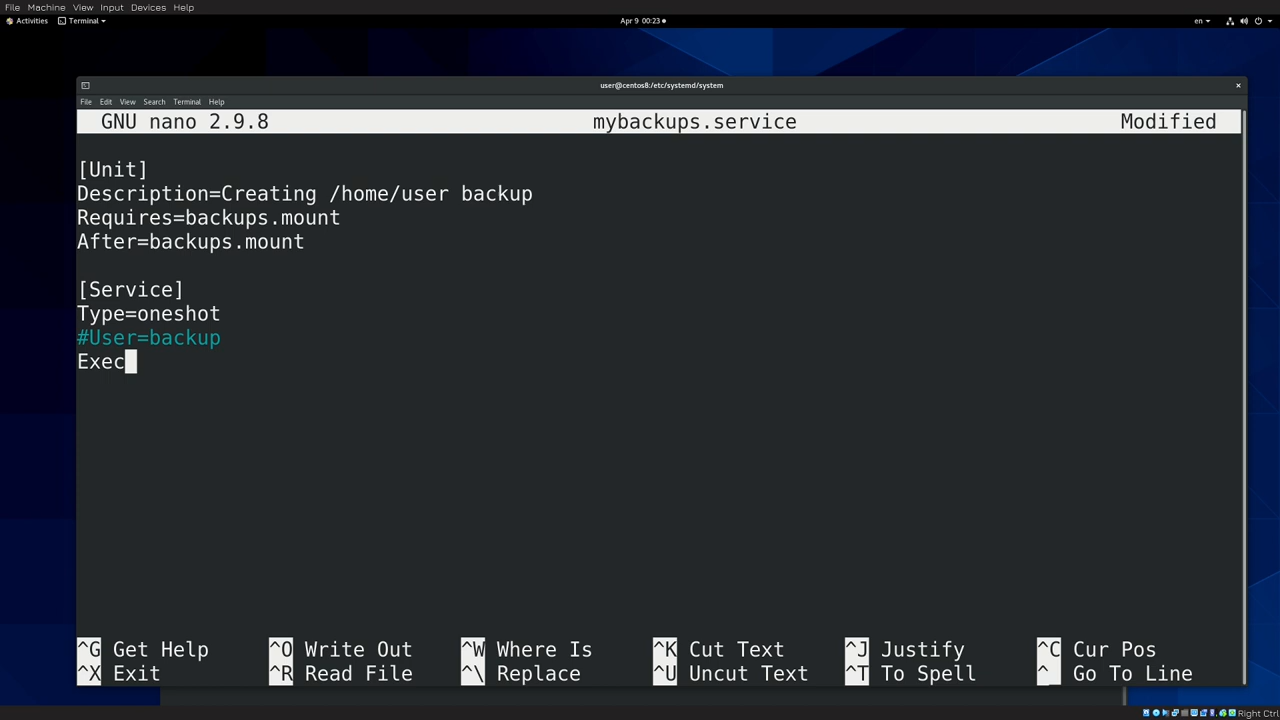 File Machine View Input Devices Help
Activities Terminal Apr 9 00:23 en
user@centos8:/etc/systemd/system
File Edit View Search Terminal Help
GNU nano 2.9.8 mybackups.service Modified
[Unit]
Description=Creating /home/user backup
Requires=backups.mount
After=backups.mount
[Service]
Type=oneshot
#User=backup
Exec
^G Get Help ^O Write Out ^W Where Is ^K Cut Text ^J Justify ^C Cur Pos
^X Exit ^R Read File ^\ Replace ^U Uncut Text ^T To Spell ^_ Go To Line
Right Ctrl